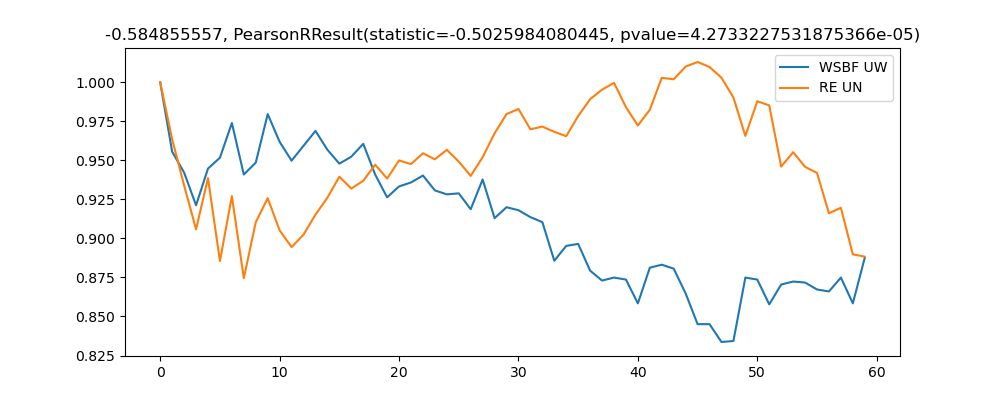 -0.584855557, PearsonRResult(statistic=-0.5025984080445, pvalue=4.2733227531875366e-05)
WSBF UW
RE UN
1.000
0.975
0.950
0.925
0.900
0.875
0.850
0.825
0 10 20 30 40 50 60